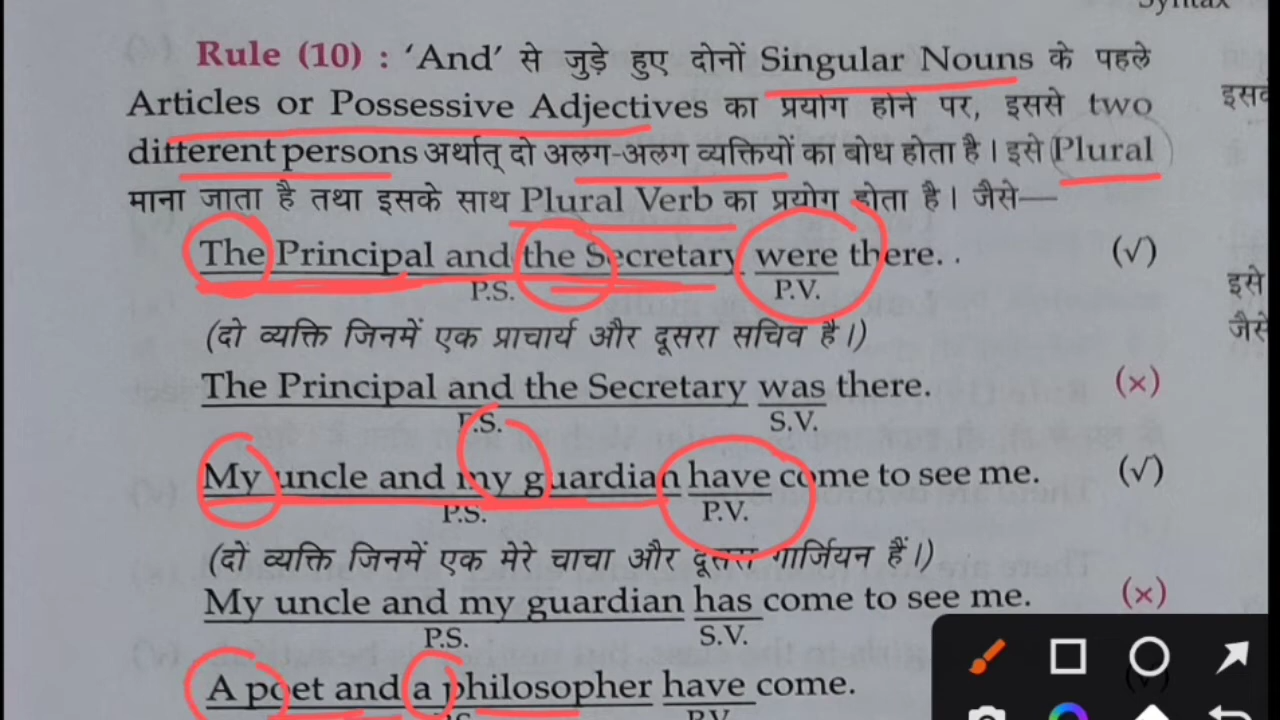 Syntax
Rule (10) : 'And' से जुड़े हुए दोनों Singular Nouns के पहले
Articles or Possessive Adjectives का प्रयोग होने पर, इससे two
different persons अर्थात् दो अलग-अलग व्यक्तियों का बोध होता है। इसे Plural
माना जाता है तथा इसके साथ Plural Verb का प्रयोग होता है। जैसे—
The Principal and the Secretary were there. (√)
P.S. P.V.
(दो व्यक्ति जिनमें एक प्राचार्य और दूसरा सचिव है।)
The Principal and the Secretary was there. (×)
P.S. S.V.
My uncle and my guardian have come to see me. (√)
P.S. P.V.
(दो व्यक्ति जिनमें एक मेरे चाचा और दूसरा गार्जियन हैं।)
My uncle and my guardian has come to see me. (×)
P.S. S.V.
A poet and a philosopher have come.
P.V.
इसे
जैसे